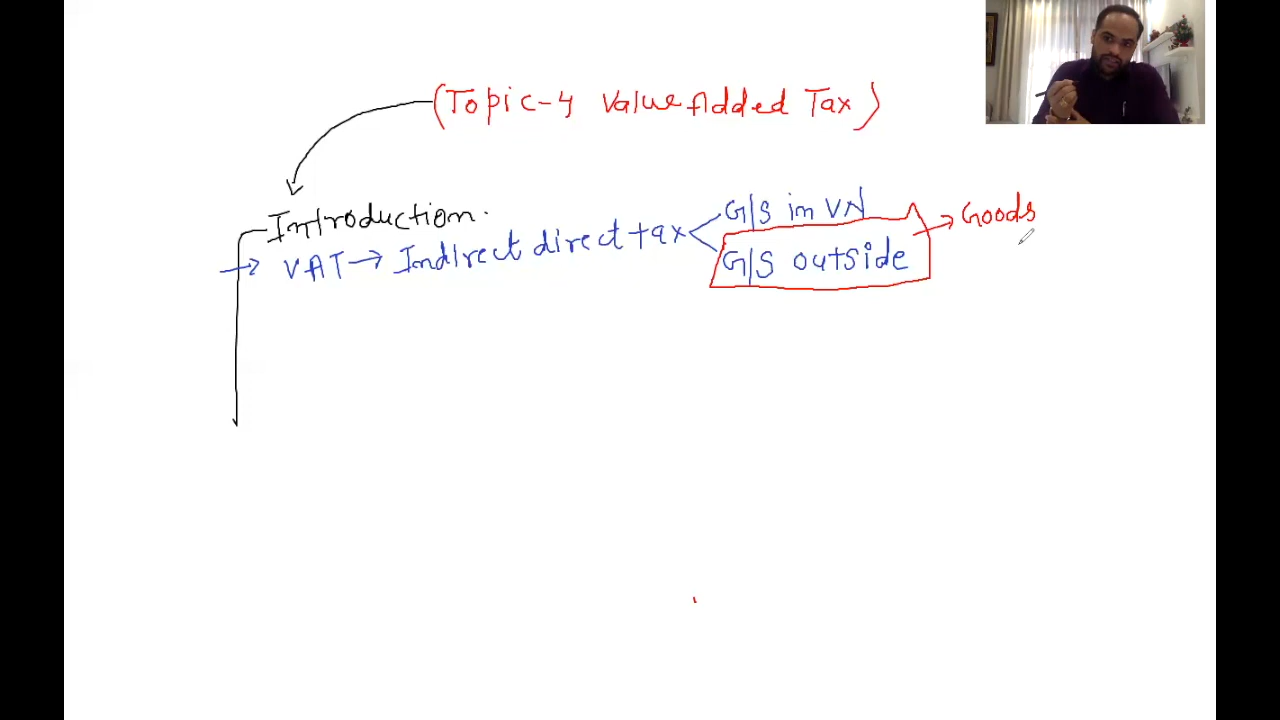 (Topic-4 Value Added Tax)
Introduction.
VAT → Indirect direct tax
G/S in VN
G/S outside
→ Goods